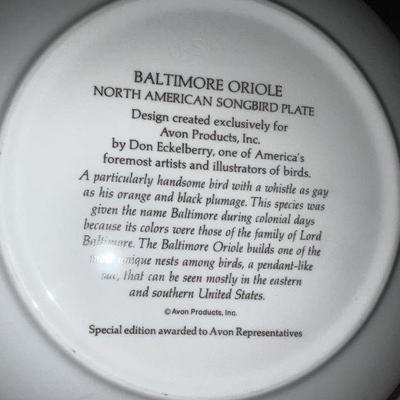 BALTIMORE ORIOLE
NORTH AMERICAN SONGBIRD PLATE
Design created exclusively for
Avon Products, Inc.
by Don Eckelberry, one of America's
foremost artists and illustrators of birds.
A particularly handsome bird with a whistle as gay
as his orange and black plumage. This species was
given the name Baltimore during colonial days
because its colors were those of the family of Lord
Baltimore. The Baltimore Oriole builds one of the
most unique nests among birds, a pendant-like
sac, that can be seen mostly in the eastern
and southern United States.
© Avon Products, Inc.
Special edition awarded to Avon Representatives